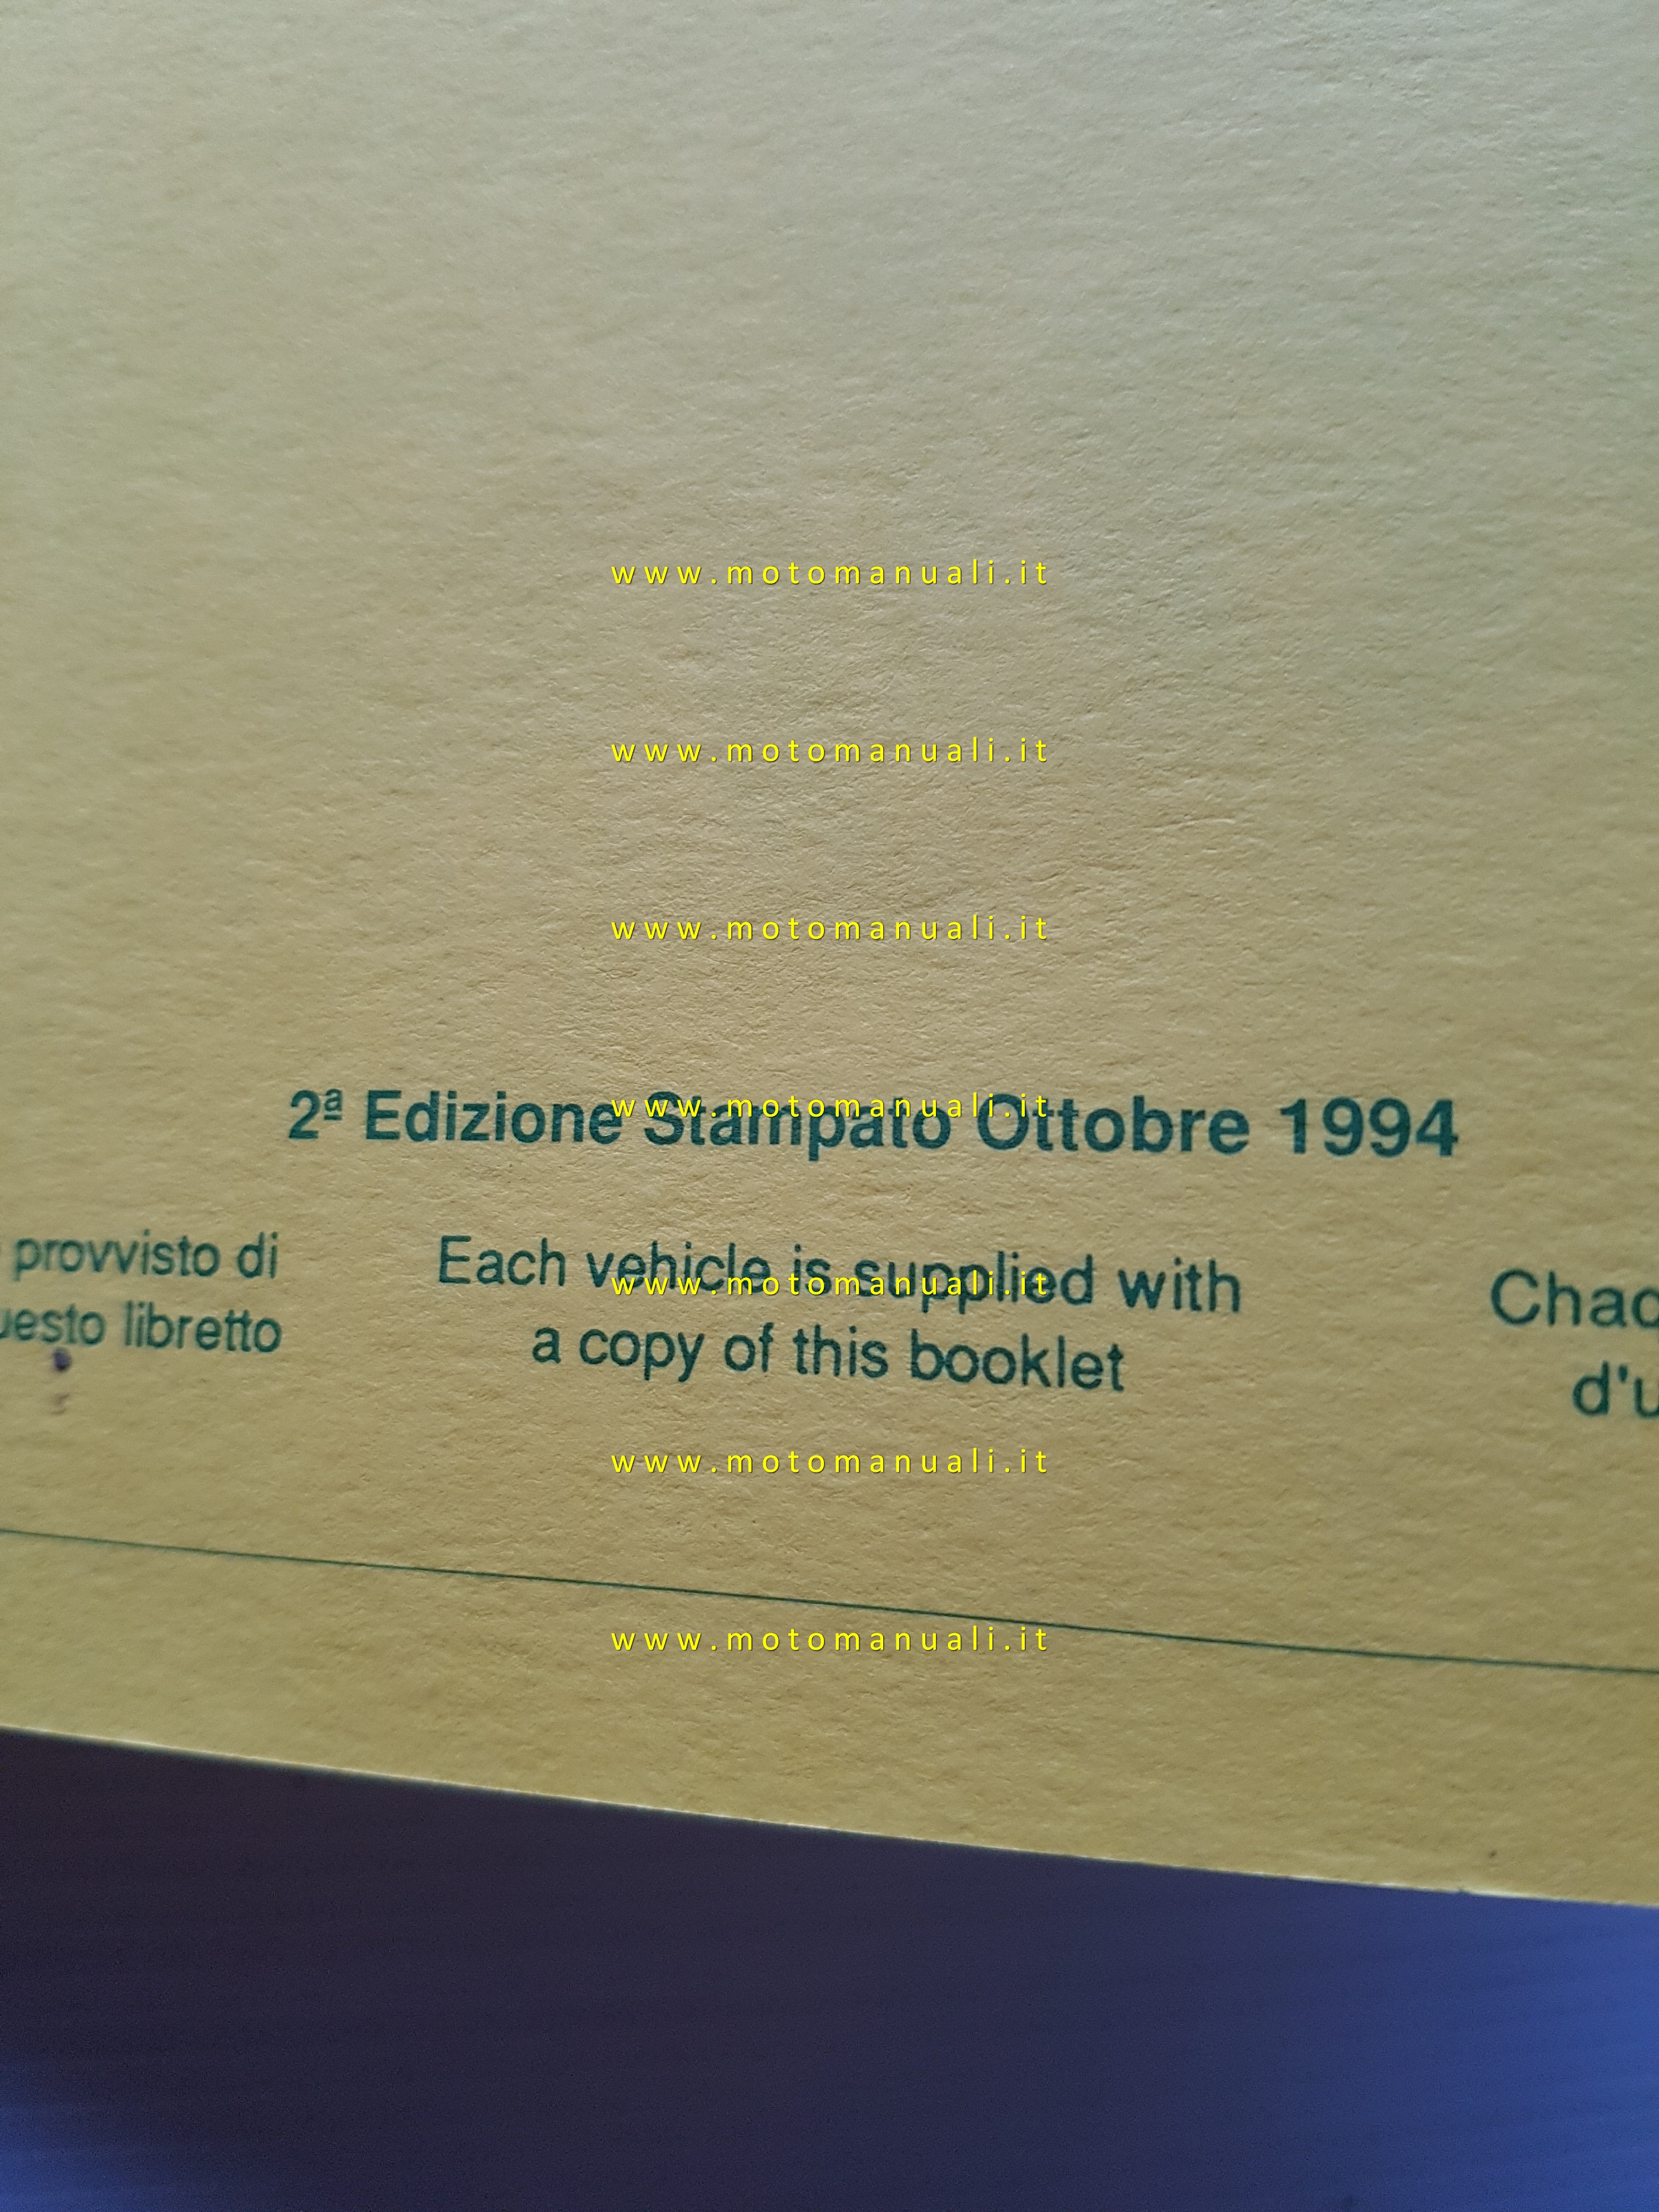 www.motomanuali.it
www.motomanuali.it
www.motomanuali.it
2ª Edizione Stampato Ottobre 1994
www.motomanuali.it
provvisto di
libretto
Each vehicle is supplied with
www.motomanuali.it
a copy of this booklet
www.motomanuali.it
www.motomanuali.it